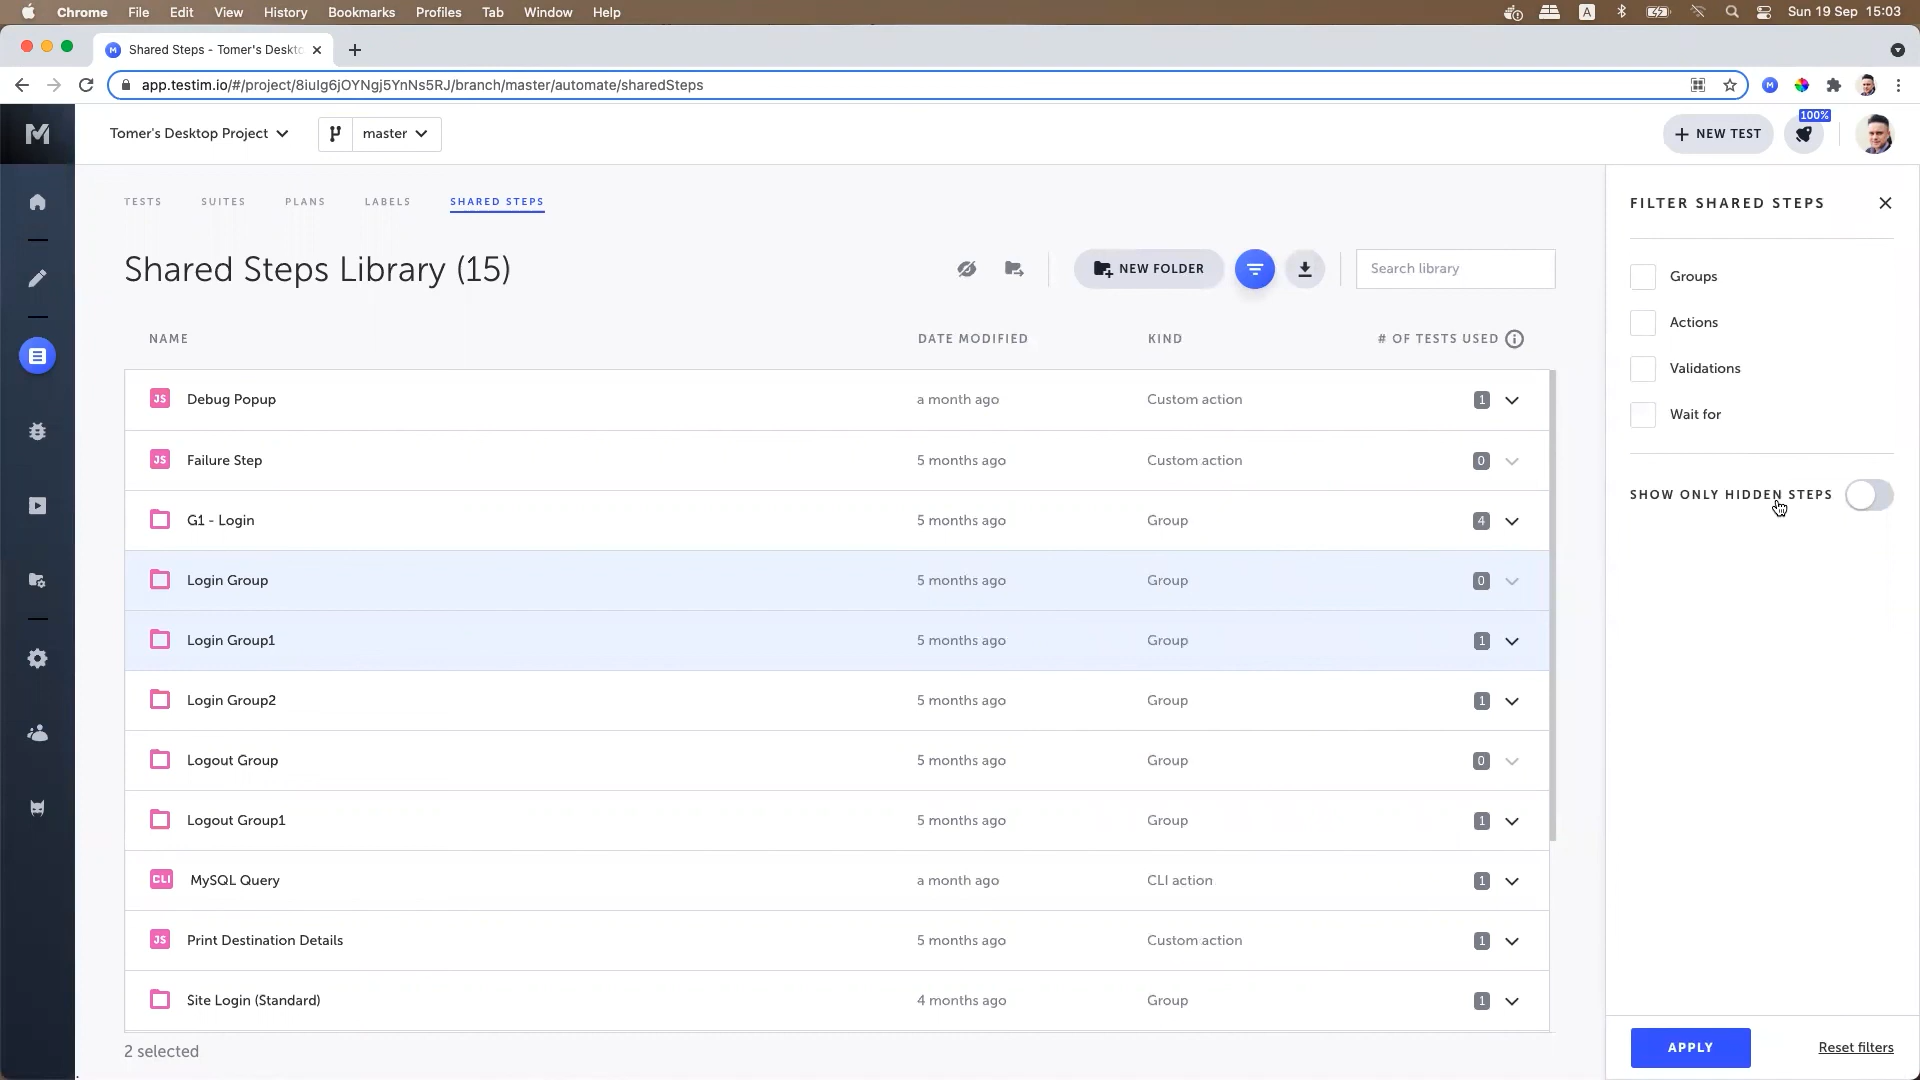 Chrome File Edit View History Bookmarks Profiles Tab Window Help A Sun 19 Sep 15:03
M Shared Steps - Tomer's Deskto
app.testim.io/#/project/8iuIg6jOYNgj5YnNs5RJ/branch/master/automate/sharedSteps M
Tomer's Desktop Project master NEW TEST 100%
TESTS SUITES PLANS LABELS SHARED STEPS
Shared Steps Library (15) NEW FOLDER Search library
NAME DATE MODIFIED KIND # OF TESTS USED
JS Debug Popup a month ago Custom action 1
JS Failure Step 5 months ago Custom action 0
G1 - Login 5 months ago Group 4
Login Group 5 months ago Group 0
Login Group1 5 months ago Group 1
Login Group2 5 months ago Group 1
Logout Group 5 months ago Group 0
Logout Group1 5 months ago Group 1
CLI MySQL Query a month ago CLI action 1
JS Print Destination Details 5 months ago Custom action 1
Site Login (Standard) 4 months ago Group 1
2 selected
FILTER SHARED STEPS
Groups
Actions
Validations
Wait for
SHOW ONLY HIDDEN STEPS
APPLY Reset filters